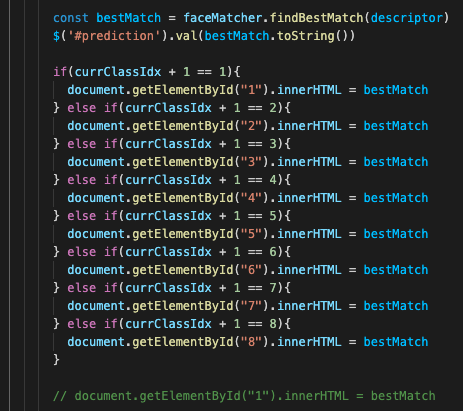 const bestMatch = faceMatcher.findBestMatch(descriptor)
$('#prediction').val(bestMatch.toString())
if(currClassIdx + 1 == 1){
document.getElementById("1").innerHTML = bestMatch
} else if(currClassIdx + 1 == 2){
document.getElementById("2").innerHTML = bestMatch
} else if(currClassIdx + 1 == 3){
document.getElementById("3").innerHTML = bestMatch
} else if(currClassIdx + 1 == 4){
document.getElementById("4").innerHTML = bestMatch
} else if(currClassIdx + 1 == 5){
document.getElementById("5").innerHTML = bestMatch
} else if(currClassIdx + 1 == 6){
document.getElementById("6").innerHTML = bestMatch
} else if(currClassIdx + 1 == 7){
document.getElementById("7").innerHTML = bestMatch
} else if(currClassIdx + 1 == 8){
document.getElementById("8").innerHTML = bestMatch
}
// document.getElementById("1").innerHTML = bestMatch